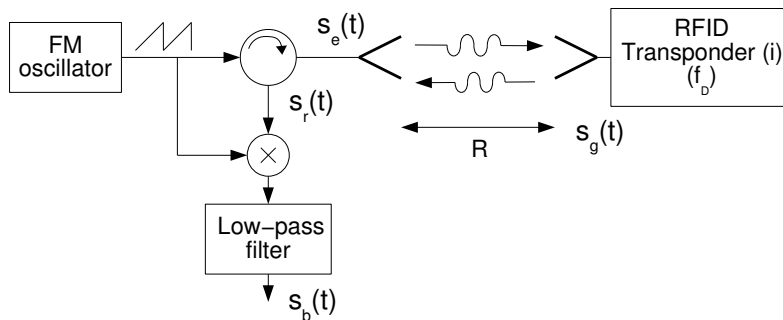 FM
oscillator
s_e(t)
RFID
Transponder (i)
(f_D)
s_r(t)
R
s_g(t)
×
Low-pass
filter
s_b(t)